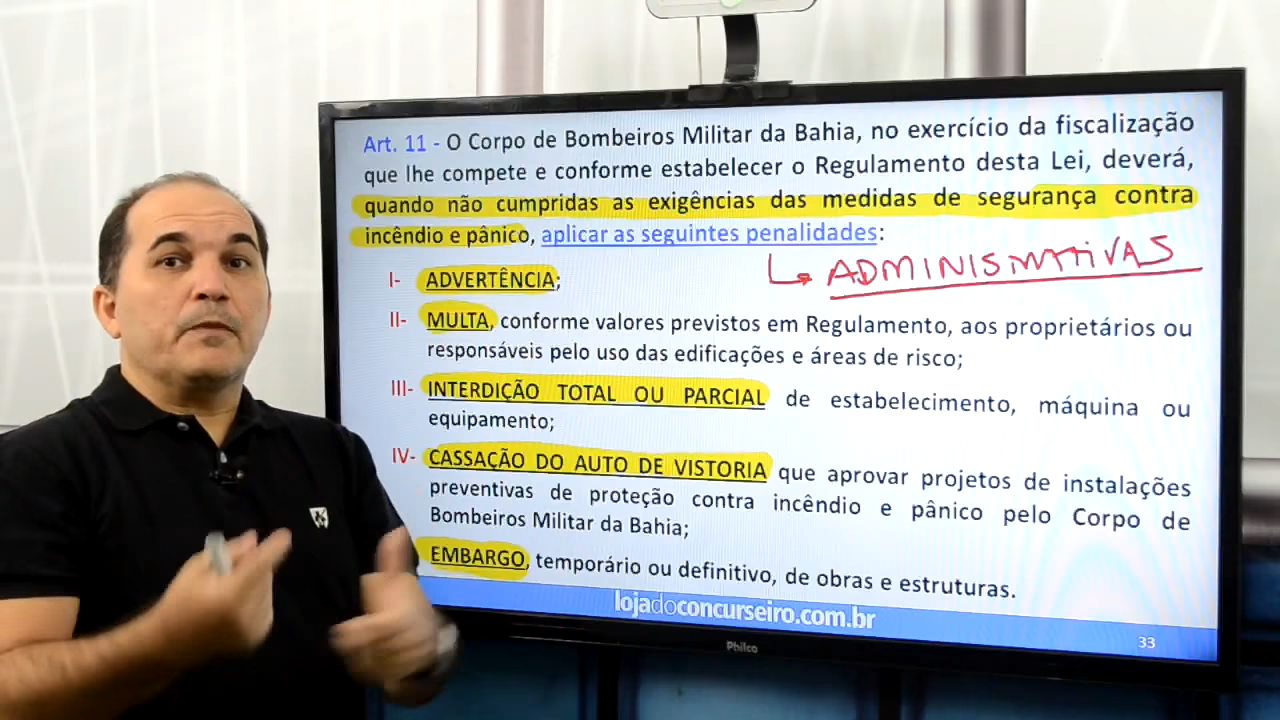 Art. 11 - O Corpo de Bombeiros Militar da Bahia, no exercício da fiscalização
que lhe compete e conforme estabelecer o Regulamento desta Lei, deverá,
quando não cumpridas as exigências das medidas de segurança contra
incêndio e pânico, aplicar as seguintes penalidades:
ADMINISTRATIVAS
I- ADVERTÊNCIA;
II- MULTA, conforme valores previstos em Regulamento, aos proprietários ou
responsáveis pelo uso das edificações e áreas de risco;
III- INTERDIÇÃO TOTAL OU PARCIAL de estabelecimento, máquina ou
equipamento;
IV- CASSAÇÃO DO AUTO DE VISTORIA que aprovar projetos de instalações
preventivas de proteção contra incêndio e pânico pelo Corpo de
Bombeiros Militar da Bahia;
EMBARGO, temporário ou definitivo, de obras e estruturas.
lojadoconcurseiro.com.br
33
Philco